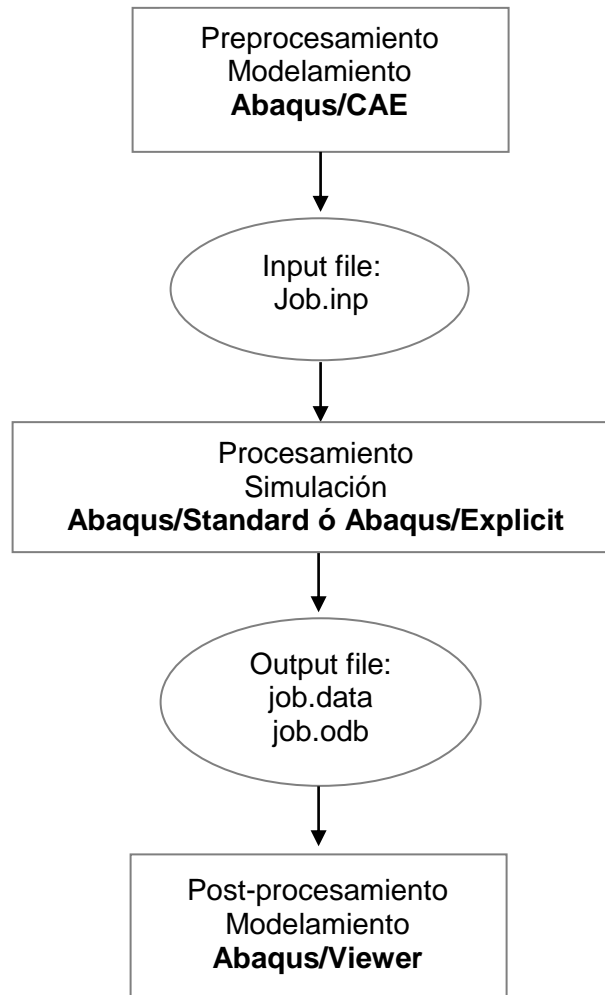 Preprocesamiento
Modelamiento
Abaqus/CAE
Input file:
Job.inp
Procesamiento
Simulación
Abaqus/Standard ó Abaqus/Explicit
Output file:
job.data
job.odb
Post-procesamiento
Modelamiento
Abaqus/Viewer